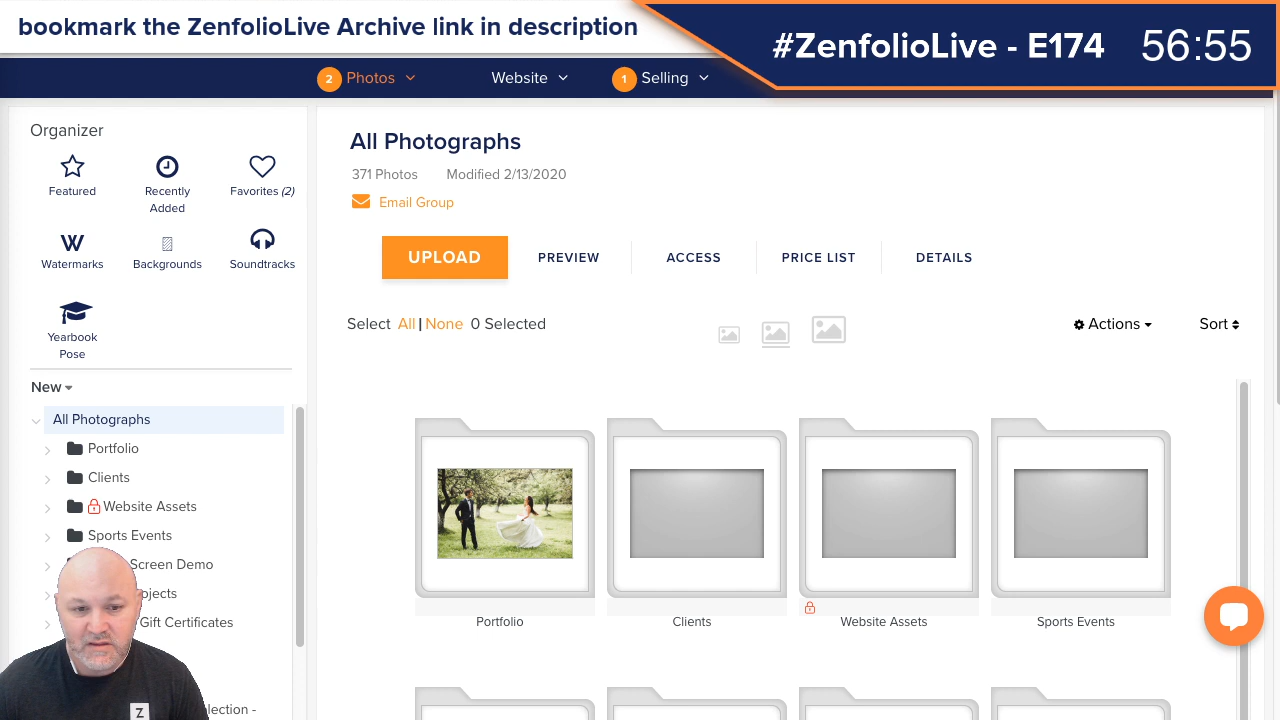 bookmark the ZenfolioLive Archive link in description
#ZenfolioLive - E174 56:55
2 Photos Website 1 Selling
Organizer
Featured
Recently Added
Favorites (2)
W
Watermarks
Backgrounds
Soundtracks
Yearbook Pose
New
All Photographs
Portfolio
Clients
Website Assets
Sports Events
Screen Demo
ojects
Gift Certificates
lection -
Z
All Photographs
371 Photos Modified 2/13/2020
Email Group
UPLOAD PREVIEW ACCESS PRICE LIST DETAILS
Select All | None 0 Selected Actions Sort
Portfolio Clients Website Assets Sports Events